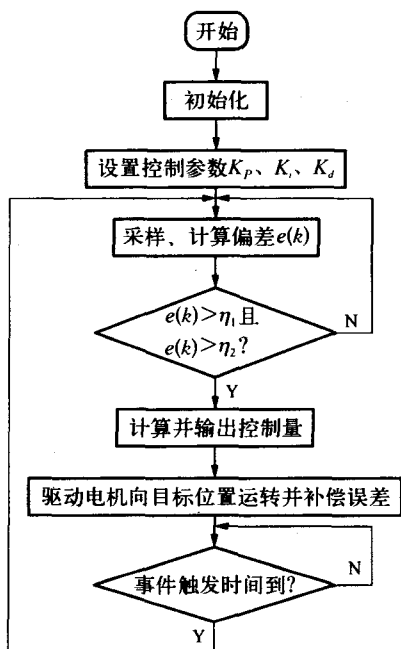 开始
初始化
设置控制参数K_P、K_i、K_d
采样、计算偏差e(k)
e(k)>η₁且
e(k)>η₂?
N
Y
计算并输出控制量
驱动电机向目标位置运转并补偿误差
事件触发时间到?
N
Y